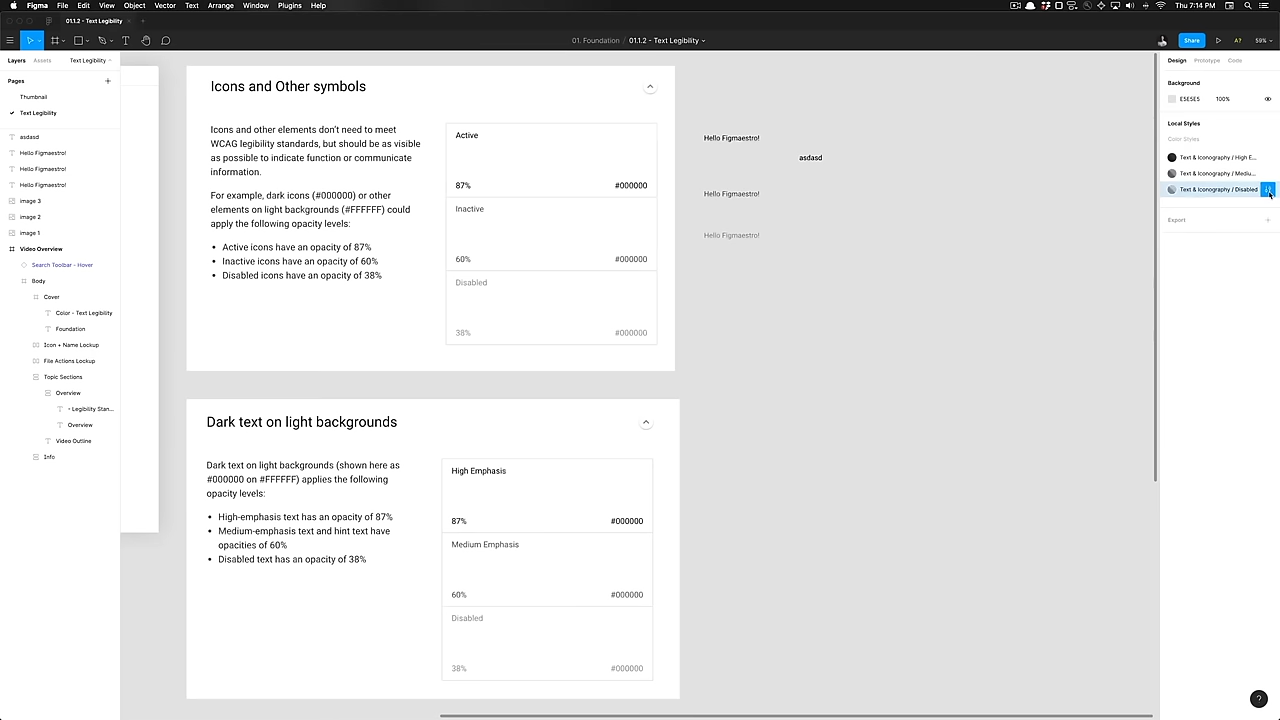 Figma File Edit View Object Vector Text Arrange Window Plugins Help
Thu 7:14 PM
01.1.2 - Text Legibility
01. Foundation / 01.1.2 - Text Legibility
Share
A?
58%
Layers Assets Text Legibility
Design Prototype Code
Pages
Thumbnail
Text Legibility
asdasd
Hello Figmaestro!
Hello Figmaestro!
Hello Figmaestro!
image 3
image 2
image 1
Video Overview
Search Toolbar - Hover
Body
Cover
Color - Text Legibility
Foundation
Icon + Name Lockup
File Actions Lockup
Topic Sections
Overview
- Legibility Stan...
Overview
Video Outline
Info
Icons and Other symbols
Icons and other elements don't need to meet
WCAG legibility standards, but should be as visible
as possible to indicate function or communicate
information.
For example, dark icons (#000000) or other
elements on light backgrounds (#FFFFFF) could
apply the following opacity levels:
• Active icons have an opacity of 87%
• Inactive icons have an opacity of 60%
• Disabled icons have an opacity of 38%
Active
87% #000000
Inactive
60% #000000
Disabled
38% #000000
Hello Figmaestro!
asdasd
Hello Figmaestro!
Hello Figmaestro!
Dark text on light backgrounds
Dark text on light backgrounds (shown here as
#000000 on #FFFFFF) applies the following
opacity levels:
• High-emphasis text has an opacity of 87%
• Medium-emphasis text and hint text have
opacities of 60%
• Disabled text has an opacity of 38%
High Emphasis
87% #000000
Medium Emphasis
60% #000000
Disabled
38% #000000
Background
E5E5E5 100%
Local Styles
Color Styles
Text & Iconography / High E...
Text & Iconography / Mediu...
Text & Iconography / Disabled
Export
?